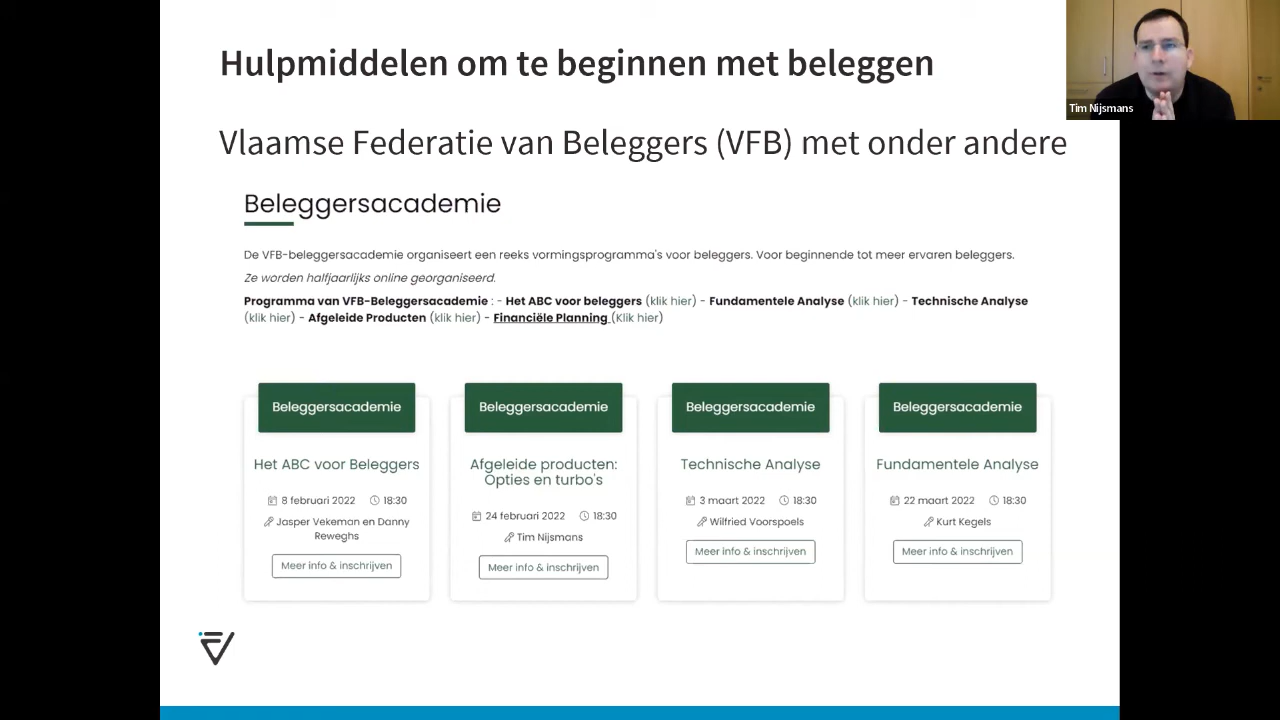 Hulpmiddelen om te beginnen met beleggen
Tim Nijsmans
Vlaamse Federatie van Beleggers (VFB) met onder andere
Beleggersacademie
De VFB-beleggersacademie organiseert een reeks vormingsprogramma's voor beleggers. Voor beginnende tot meer ervaren beleggers.
Ze worden halfjaarlijks online georganiseerd.
Programma van VFB-Beleggersacademie : - Het ABC voor beleggers (klik hier) - Fundamentele Analyse (klik hier) - Technische Analyse
(klik hier) - Afgeleide Producten (klik hier) - Financiële Planning (Klik hier)
Beleggersacademie
Het ABC voor Beleggers
8 februari 2022 18:30
Jasper Vekeman en Danny
Reweghs
Meer info & inschrijven
Beleggersacademie
Afgeleide producten:
Opties en turbo's
24 februari 2022 18:30
Tim Nijsmans
Meer info & inschrijven
Beleggersacademie
Technische Analyse
3 maart 2022 18:30
Wilfried Voorspoels
Meer info & inschrijven
Beleggersacademie
Fundamentele Analyse
22 maart 2022 18:30
Kurt Kegels
Meer info & inschrijven